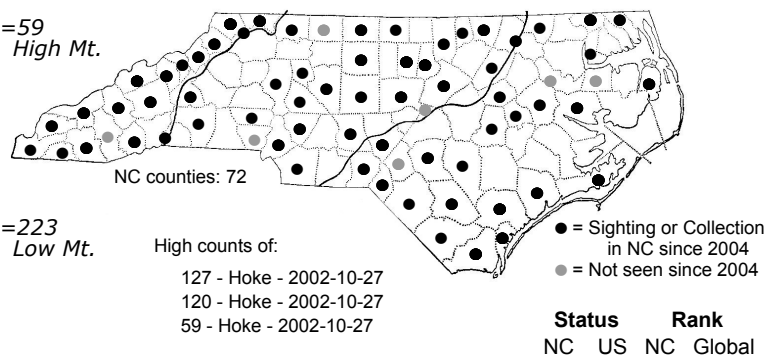 =59
High Mt.
NC counties: 72
=223
Low Mt.
High counts of:
127 - Hoke - 2002-10-27
120 - Hoke - 2002-10-27
59 - Hoke - 2002-10-27
= Sighting or Collection
in NC since 2004
= Not seen since 2004
Status Rank
NC US NC Global